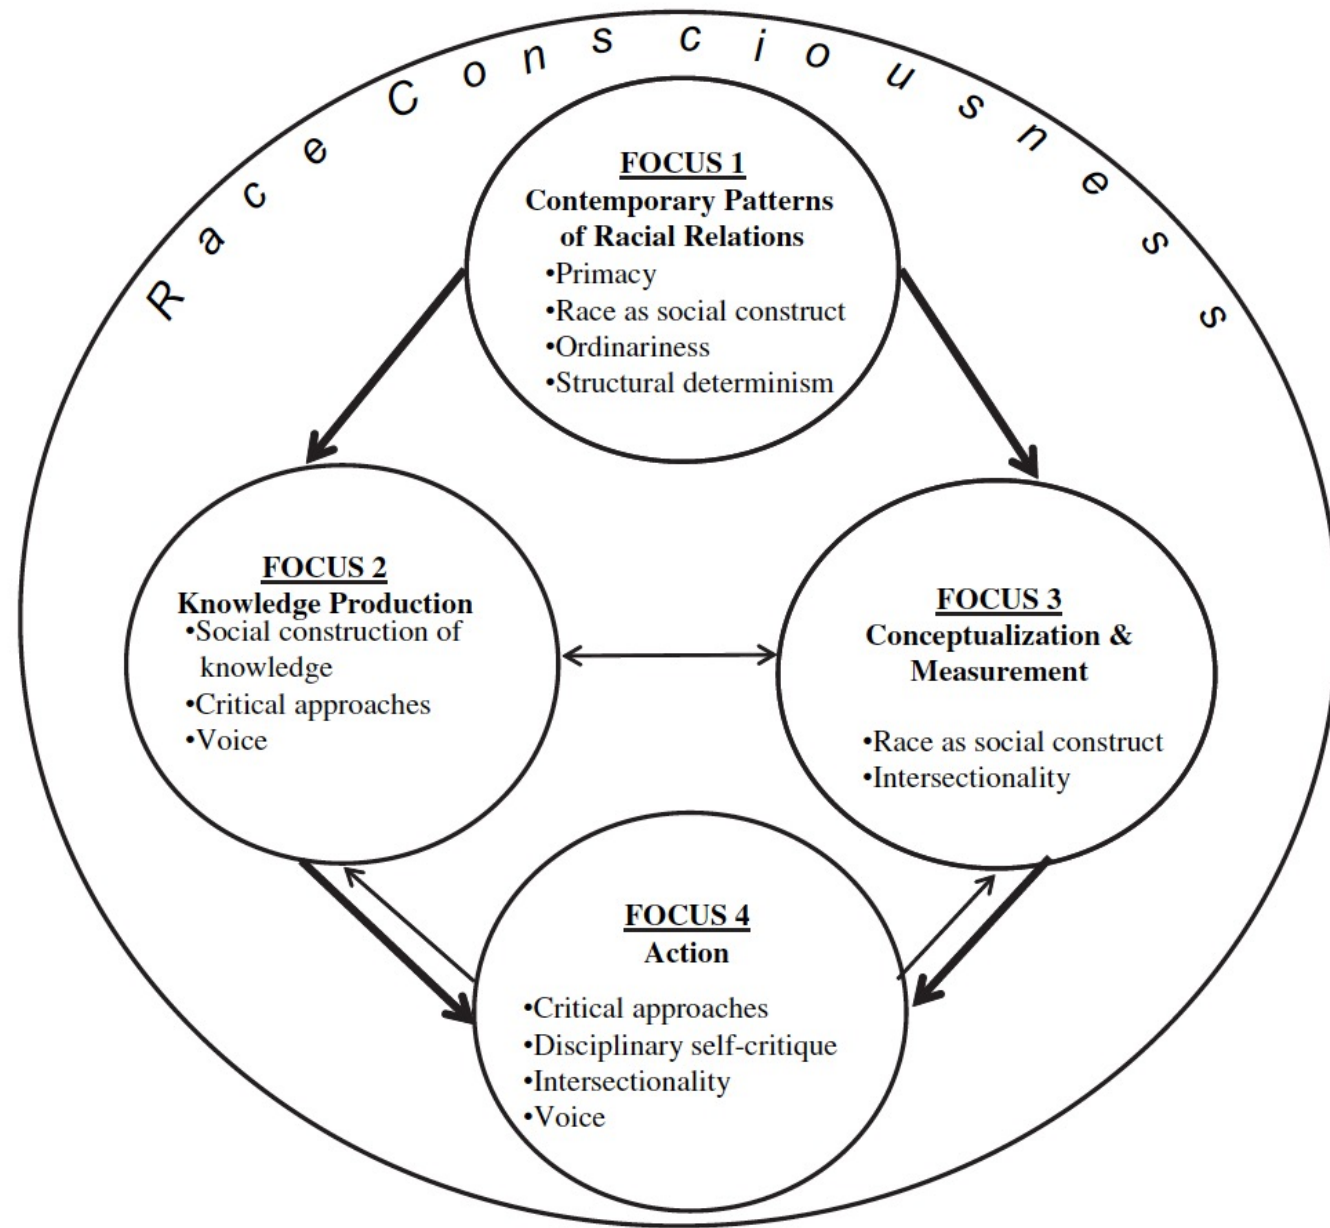 Race Consciousness
FOCUS 1
Contemporary Patterns
of Racial Relations
•Primacy
•Race as social construct
•Ordinariness
•Structural determinism
FOCUS 2
Knowledge Production
•Social construction of
knowledge
•Critical approaches
•Voice
FOCUS 3
Conceptualization &
Measurement
•Race as social construct
•Intersectionality
FOCUS 4
Action
•Critical approaches
•Disciplinary self-critique
•Intersectionality
•Voice